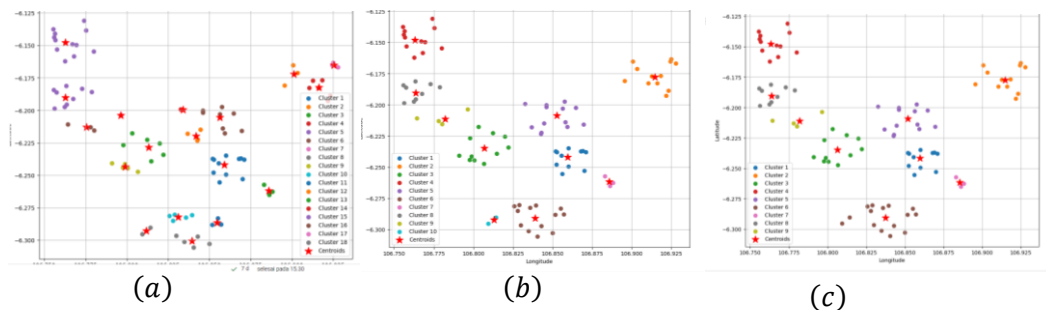 −6.125
−6.150
−6.175
−6.200
−6.225
−6.250
−6.275
−6.300
Cluster 1
Cluster 2
Cluster 3
Cluster 4
Cluster 5
Cluster 6
Cluster 7
Cluster 8
Cluster 9
Cluster 10
Cluster 11
Cluster 12
Cluster 13
Cluster 14
Cluster 15
Cluster 16
Cluster 17
Cluster 18
Centroids
selesai pada 15.30
(a)
−6.125
−6.150
−6.175
−6.200
−6.225
−6.250
−6.275
−6.300
Cluster 1
Cluster 2
Cluster 3
Cluster 4
Cluster 5
Cluster 6
Cluster 7
Cluster 8
Cluster 9
Cluster 10
Centroids
106.750 106.775 106.800 106.825 106.850 106.875 106.900 106.925
Longitude
(b)
Latitude
−6.125
−6.150
−6.175
−6.200
−6.225
−6.250
−6.275
−6.300
Cluster 1
Cluster 2
Cluster 3
Cluster 4
Cluster 5
Cluster 6
Cluster 7
Cluster 8
Cluster 9
Centroids
106.750 106.775 106.800 106.825 106.850 106.875 106.900 106.925
Longitude
(c)